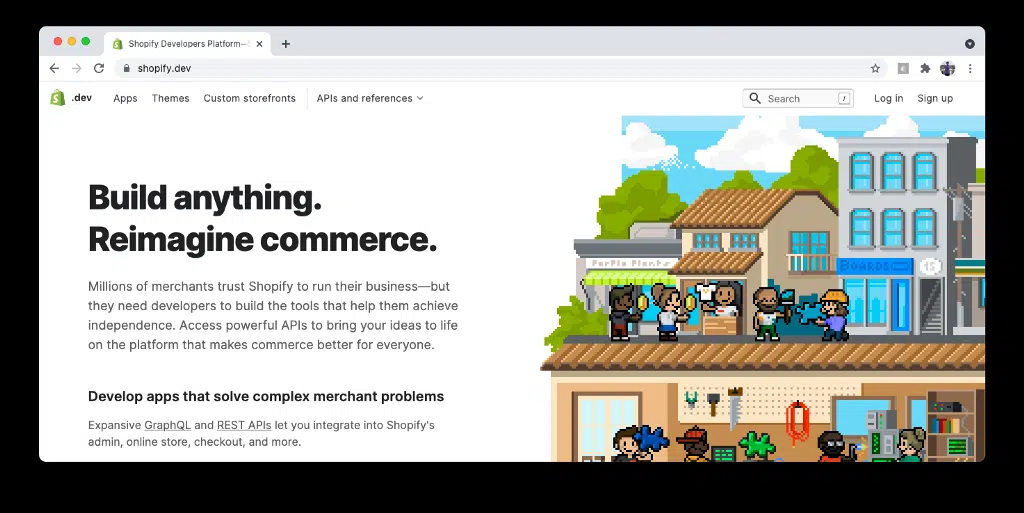 Shopify Developers Platform—
shopify.dev
.dev
Apps
Themes
Custom storefronts
APIs and references
Search
/
Log in
Sign up
Build anything.
Reimagine commerce.
Millions of merchants trust Shopify to run their business—but
they need developers to build the tools that help them achieve
independence. Access powerful APIs to bring your ideas to life
on the platform that makes commerce better for everyone.
Develop apps that solve complex merchant problems
Expansive GraphQL and REST APIs let you integrate into Shopify's
admin, online store, checkout, and more.
Purple Plants
BOARDS
15